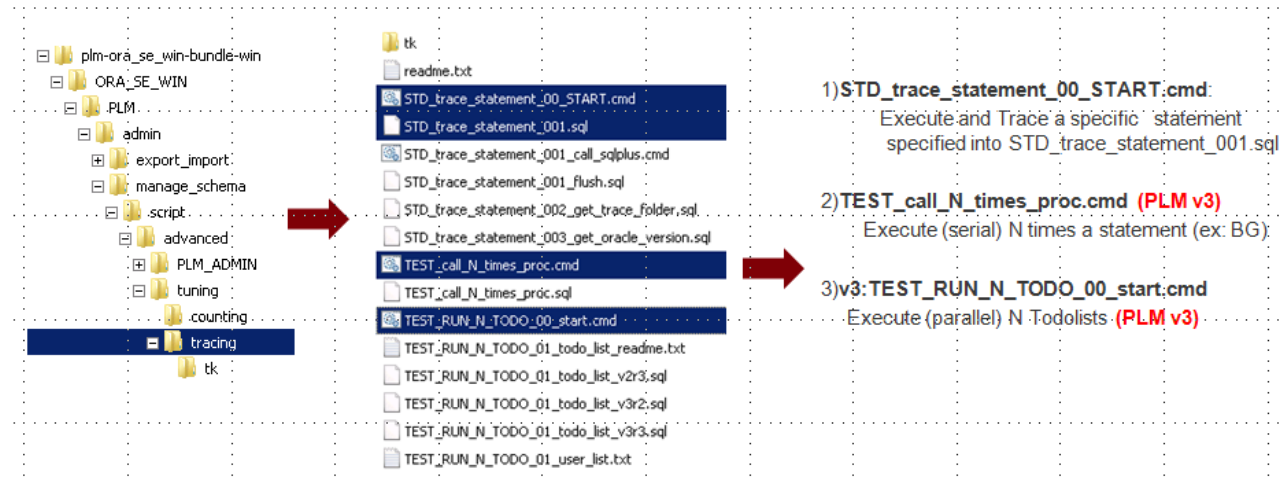 plm-ora_se_win-bundle-win
ORA_SE_WIN
PLM
admin
export_import
manage_schema
script
advanced
PLM_ADMIN
tuning
counting
tracing
tk
tk
readme.txt
STD_trace_statement_00_START.cmd
STD_trace_statement_001.sql
STD_trace_statement_001_call_sqlplus.cmd
STD_trace_statement_001_flush.sql
STD_trace_statement_002_get_trace_folder.sql
STD_trace_statement_003_get_oracle_version.sql
TEST_call_N_times_proc.cmd
TEST_call_N_times_proc.sql
TEST_RUN_N_TODO_00_start.cmd
TEST_RUN_N_TODO_01_todo_list_readme.txt
TEST_RUN_N_TODO_01_todo_list_v2r3.sql
TEST_RUN_N_TODO_01_todo_list_v3r2.sql
TEST_RUN_N_TODO_01_todo_list_v3r3.sql
TEST_RUN_N_TODO_01_user_list.txt
1)STD_trace_statement_00_START.cmd:
Execute and Trace a specific statement
specified into STD_trace_statement_001.sql
2)TEST_call_N_times_proc.cmd (PLM v3)
Execute (serial) N times a statement (ex: BG)
3)v3:TEST_RUN_N_TODO_00_start.cmd
Execute (parallel) N Todolists (PLM v3)